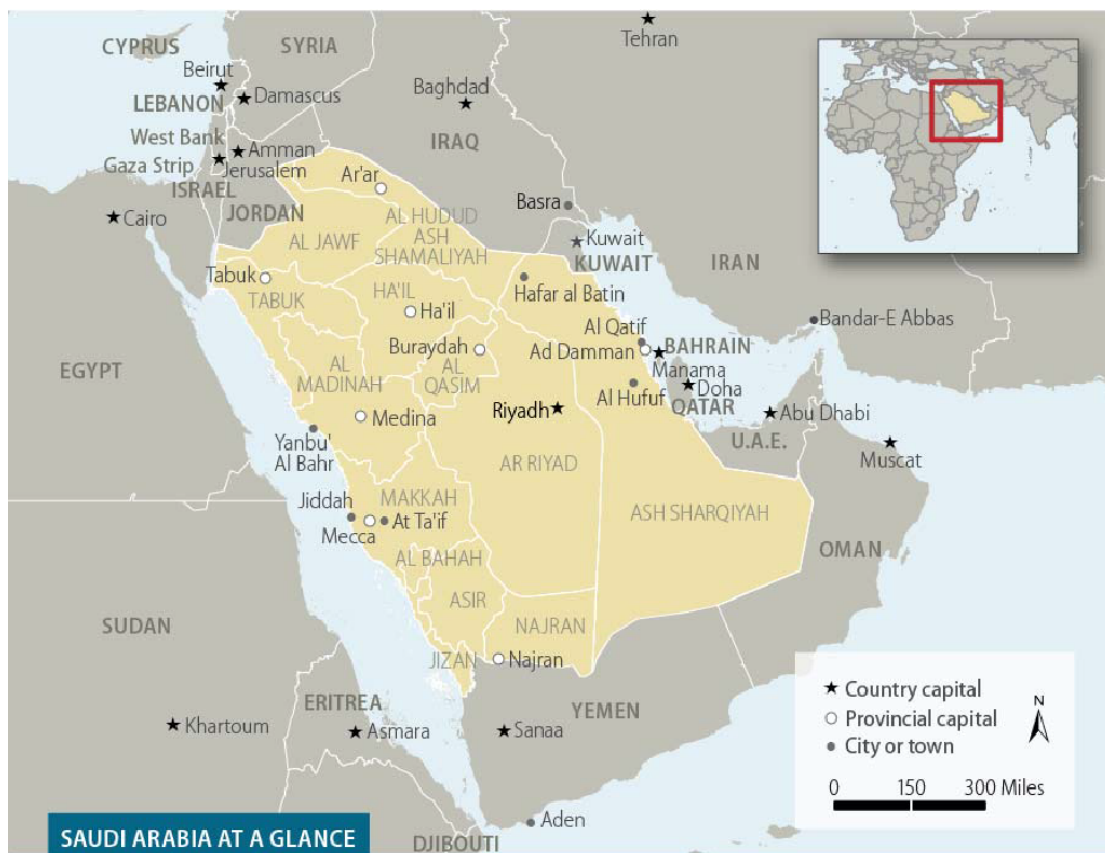 CYPRUS
SYRIA
Tehran
Beirut
LEBANON
Damascus
Baghdad
West Bank
Amman
IRAQ
Gaza Strip
Jerusalem
ISRAEL
Ar'ar
JORDAN
Basra
Cairo
AL HUDUD
ASH
SHAMALIYAH
AL JAWF
Kuwait
KUWAIT
IRAN
Tabuk
TABUK
HA'IL
Ha'il
Hafar al Batin
Bandar-E Abbas
Al Qatif
Buraydah
Ad Damman
BAHRAIN
Manama
EGYPT
AL
MADINAH
AL
QASIM
Doha
Al Hufuf
QATAR
Medina
Riyadh
Abu Dhabi
U.A.E.
Yanbu'
Al Bahr
AR RIYAD
Muscat
Jiddah
MAKKAH
At Ta'if
Mecca
ASH SHARQIYAH
AL BAHAH
OMAN
ASIR
SUDAN
NAJRAN
JIZAN
Najran
ERITREA
YEMEN
Khartoum
Asmara
Sanaa
Aden
DJIBOUTI
Country capital
Provincial capital
City or town
N
0 150 300 Miles
SAUDI ARABIA AT A GLANCE